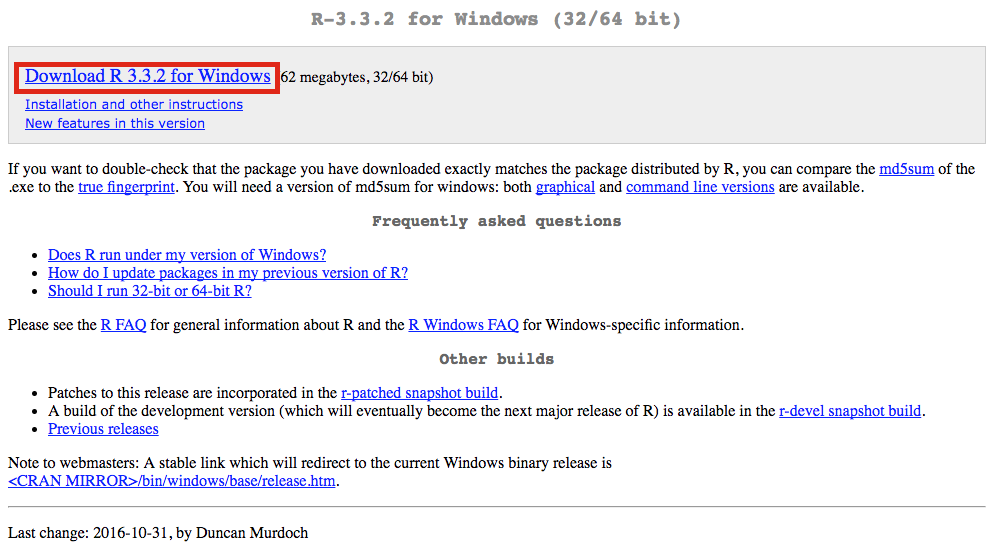 R-3.3.2 for Windows (32/64 bit)
Download R 3.3.2 for Windows 62 megabytes, 32/64 bit)
Installation and other instructions
New features in this version
If you want to double-check that the package you have downloaded exactly matches the package distributed by R, you can compare the md5sum of the
.exe to the true fingerprint. You will need a version of md5sum for windows: both graphical and command line versions are available.
Frequently asked questions
• Does R run under my version of Windows?
• How do I update packages in my previous version of R?
• Should I run 32-bit or 64-bit R?
Please see the R FAQ for general information about R and the R Windows FAQ for Windows-specific information.
Other builds
• Patches to this release are incorporated in the r-patched snapshot build.
• A build of the development version (which will eventually become the next major release of R) is available in the r-devel snapshot build.
• Previous releases
Note to webmasters: A stable link which will redirect to the current Windows binary release is
<CRAN MIRROR>/bin/windows/base/release.htm.
Last change: 2016-10-31, by Duncan Murdoch